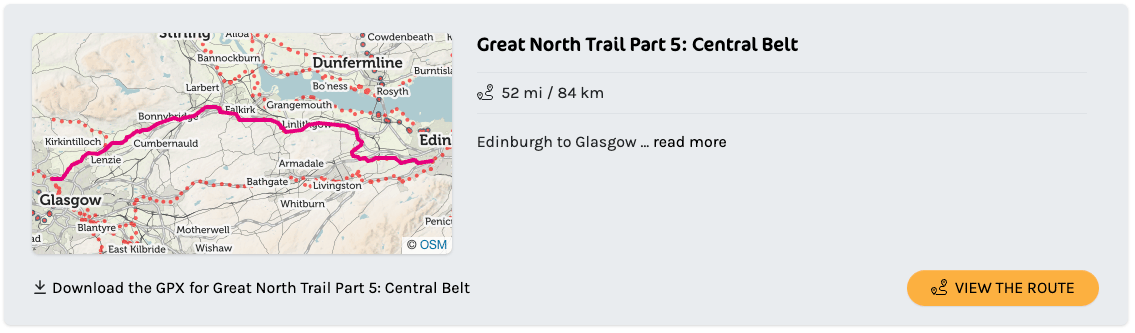 Great North Trail Part 5: Central Belt
52 mi / 84 km
Edinburgh to Glasgow ... read more
Stirling
Alloa
Cowdenbeath
Bannockburn
Dunfermline
Burntisla
Larbert
Bo'ness
Rosyth
Grangemouth
Bonnybridge
Falkirk
Linlithgow
Edin
Kirkintilloch
Cumbernauld
Lenzie
Armadale
Bathgate
Livingston
Glasgow
Whitburn
Blantyre
Motherwell
Penic
ad
East Kilbride
Wishaw
© OSM
Download the GPX for Great North Trail Part 5: Central Belt
VIEW THE ROUTE